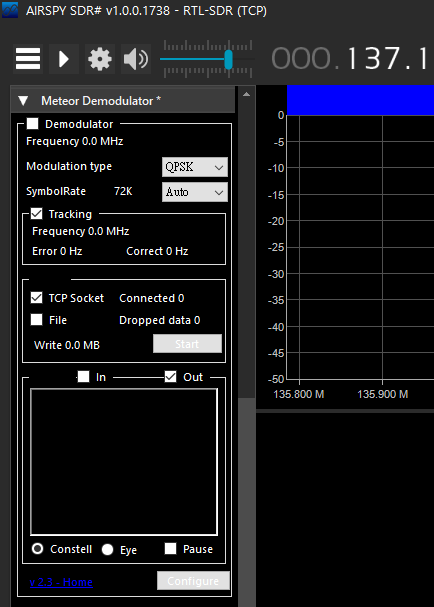 AIRSPY SDR# v1.0.0.1738 - RTL-SDR (TCP)
000.137.1
Meteor Demodulator *
Demodulator
Frequency 0.0 MHz
Modulation type QPSK
SymbolRate 72K Auto
Tracking
Frequency 0.0 MHz
Error 0 Hz Correct 0 Hz
TCP Socket Connected 0
File Dropped data 0
Write 0.0 MB Start
In Out
Constell Eye Pause
v 2.3 - Home Configure
0
-5
-10
-15
-20
-25
-30
-35
-40
-45
-50
135.800 M 135.900 M